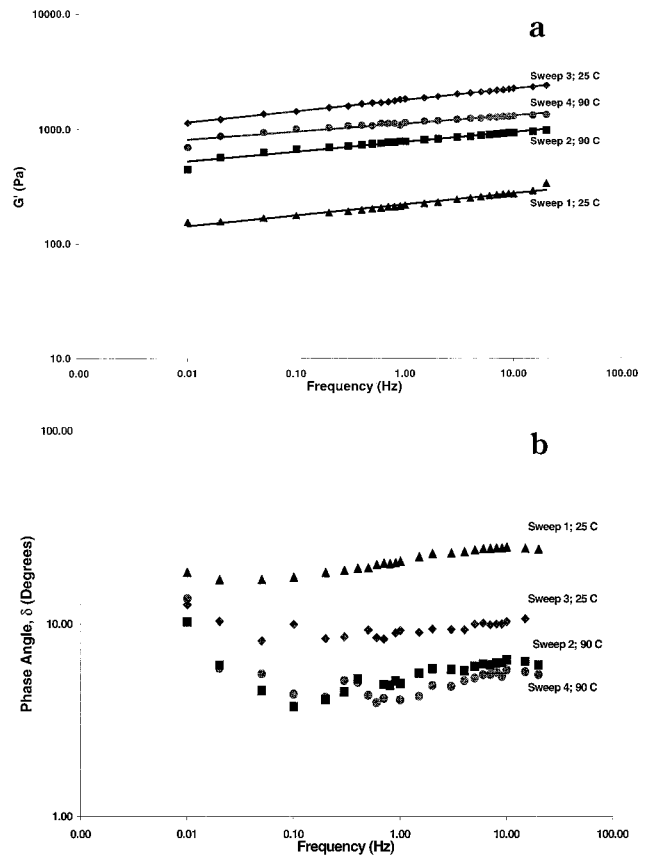 a
10000.0
1000.0
100.0
10.0
G' (Pa)
Sweep 3; 25 C
Sweep 4; 90 C
Sweep 2; 90 C
Sweep 1; 25 C
0.00 0.01 0.10 1.00 10.00 100.00
Frequency (Hz)
b
100.00
10.00
1.00
Phase Angle, δ (Degrees)
Sweep 1; 25 C
Sweep 3; 25 C
Sweep 2; 90 C
Sweep 4; 90 C
0.00 0.01 0.10 1.00 10.00 100.00
Frequency (Hz)